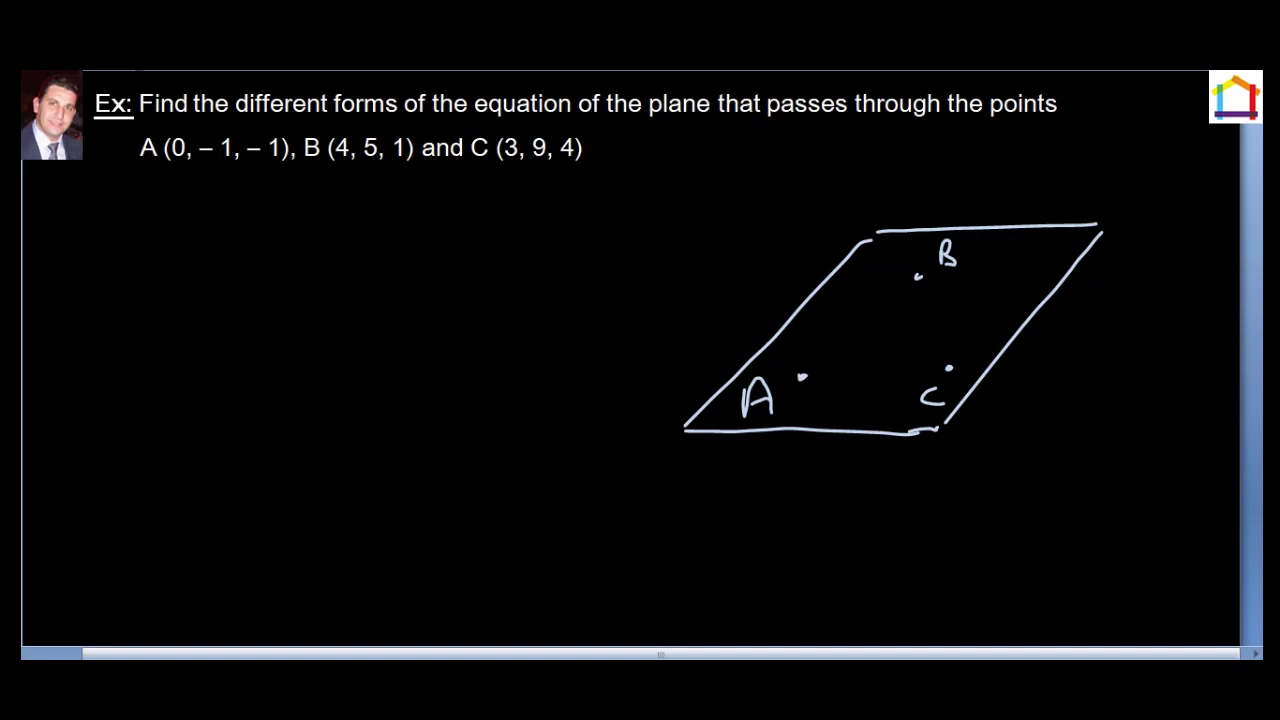 Ex: Find the different forms of the equation of the plane that passes through the points
A (0, – 1, – 1), B (4, 5, 1) and C (3, 9, 4)
B
A
C